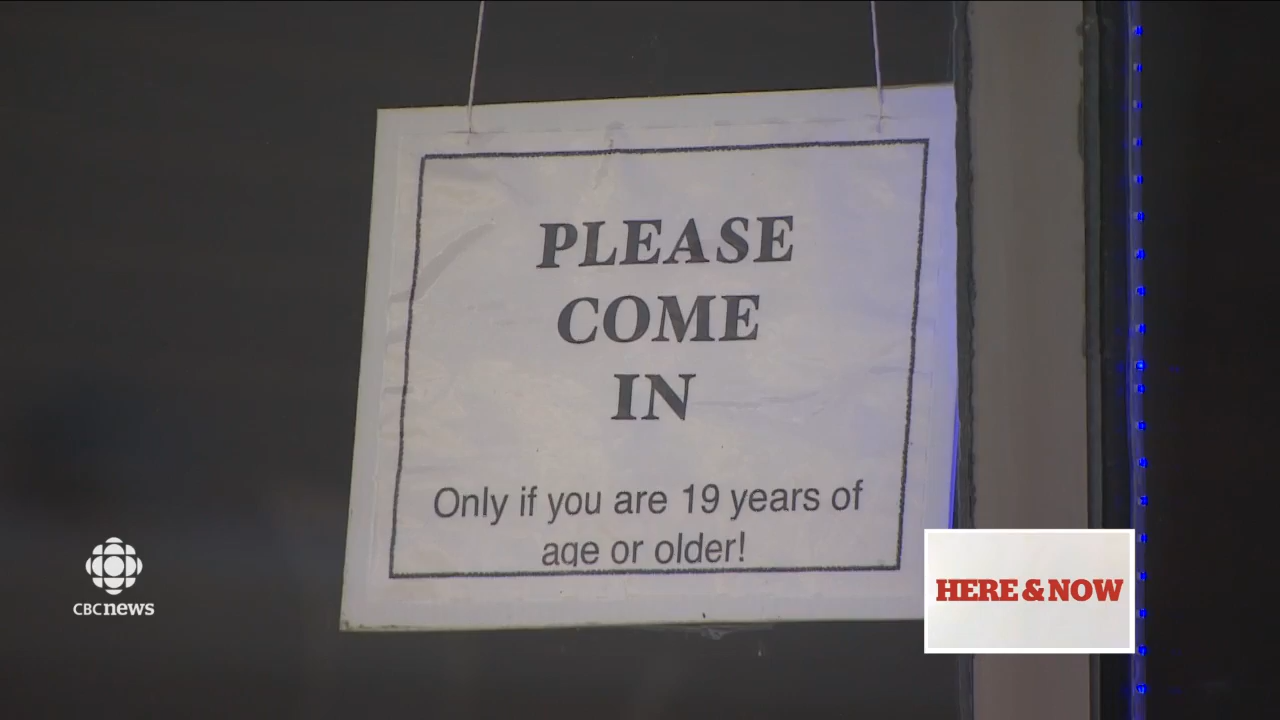 PLEASE
COME
IN
Only if you are 19 years of
age or older!
CBCnews
HERE & NOW